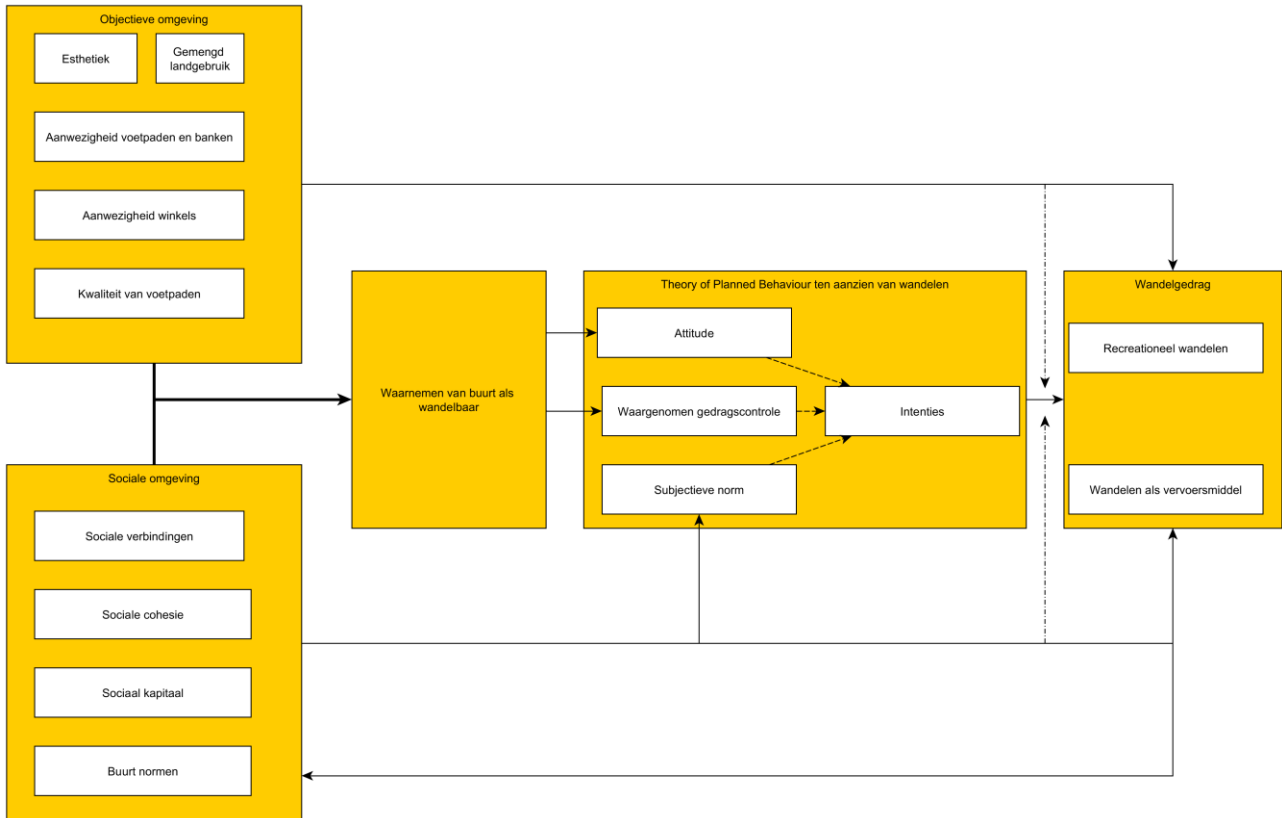 Objectieve omgeving
Esthetiek
Gemengd
landgebruik
Aanwezigheid voetpaden en banken
Aanwezigheid winkels
Kwaliteit van voetpaden
Waarnemen van buurt als
wandelbaar
Theory of Planned Behaviour ten aanzien van wandelen
Attitude
Waargenomen gedragscontrole
Intenties
Subjectieve norm
Wandelgedrag
Recreationeel wandelen
Wandelen als vervoersmiddel
Sociale omgeving
Sociale verbindingen
Sociale cohesie
Sociaal kapitaal
Buurt normen